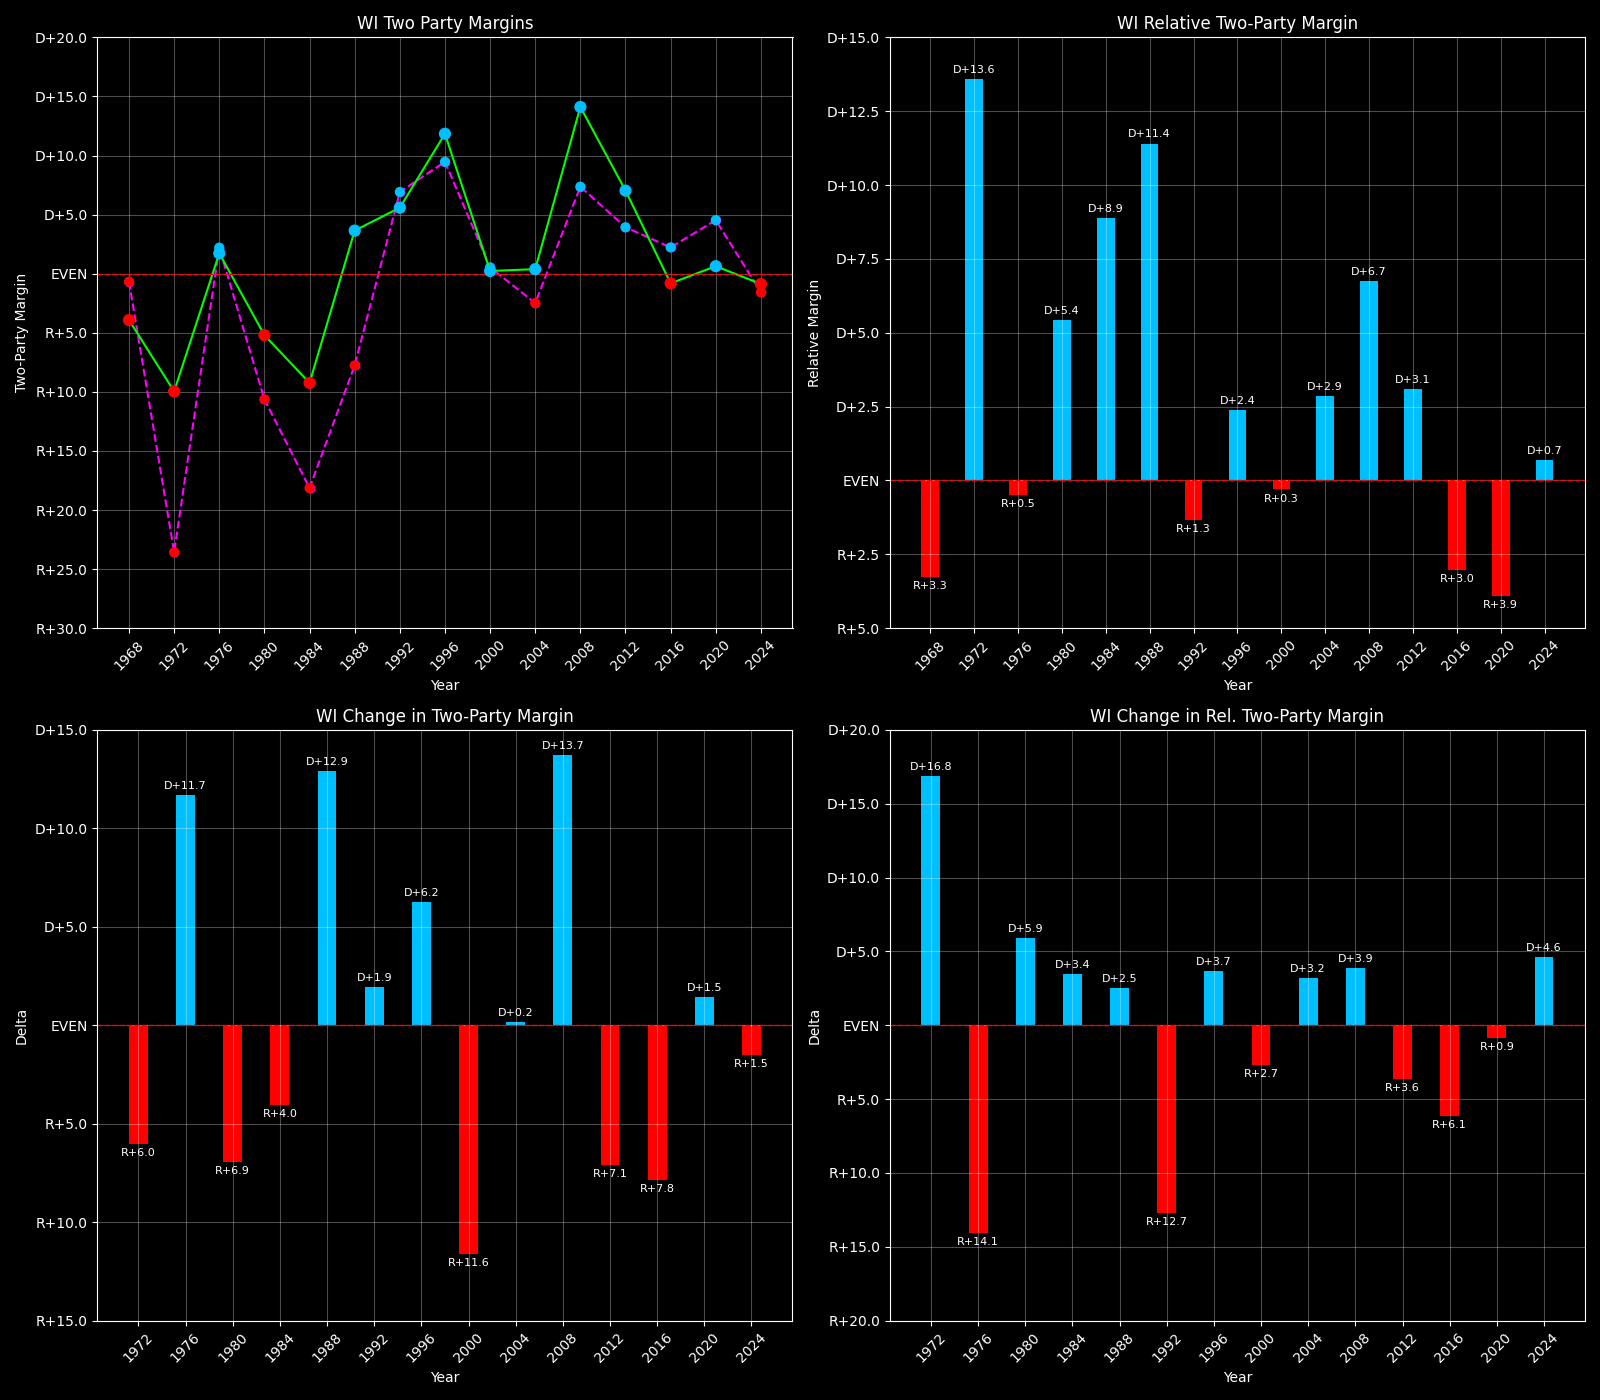 WI Two Party Margins
D+20.0
D+15.0
D+10.0
D+5.0
EVEN
R+5.0
R+10.0
R+15.0
R+20.0
R+25.0
R+30.0
Two-Party Margin
1968
1972
1976
1980
1984
1988
1992
1996
2000
2004
2008
2012
2016
2020
2024
Year
WI Relative Two-Party Margin
D+15.0
D+12.5
D+10.0
D+7.5
D+5.0
D+2.5
EVEN
R+2.5
R+5.0
Relative Margin
R+3.3
D+13.6
R+0.5
D+5.4
D+8.9
D+11.4
R+1.3
D+2.4
R+0.3
D+2.9
D+6.7
D+3.1
R+3.0
R+3.9
D+0.7
1968
1972
1976
1980
1984
1988
1992
1996
2000
2004
2008
2012
2016
2020
2024
Year
WI Change in Two-Party Margin
D+15.0
D+10.0
D+5.0
EVEN
R+5.0
R+10.0
R+15.0
Delta
R+6.0
D+11.7
R+6.9
R+4.0
D+12.9
D+1.9
D+6.2
R+11.6
D+0.2
D+13.7
R+7.1
R+7.8
D+1.5
R+1.5
1972
1976
1980
1984
1988
1992
1996
2000
2004
2008
2012
2016
2020
2024
Year
WI Change in Rel. Two-Party Margin
D+20.0
D+15.0
D+10.0
D+5.0
EVEN
R+5.0
R+10.0
R+15.0
R+20.0
Delta
D+16.8
R+14.1
D+5.9
D+3.4
D+2.5
R+12.7
D+3.7
R+2.7
D+3.2
D+3.9
R+3.6
R+6.1
R+0.9
D+4.6
1972
1976
1980
1984
1988
1992
1996
2000
2004
2008
2012
2016
2020
2024
Year